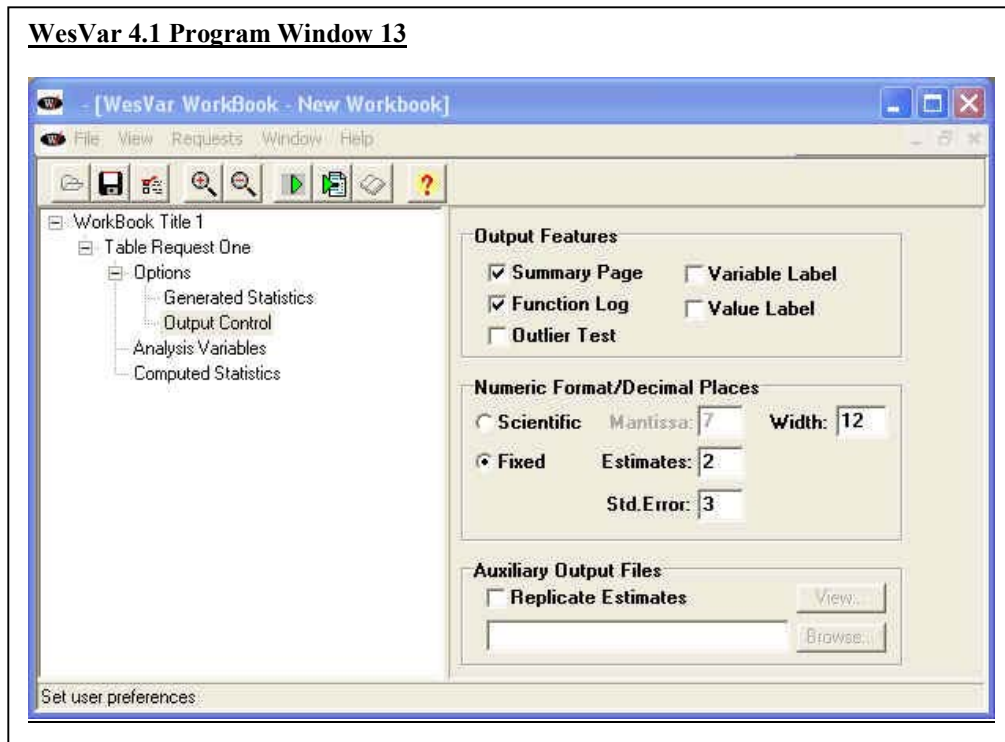 WesVar 4.1 Program Window 13
- [WesVar WorkBook - New Workbook]
File View Requests Window Help
WorkBook Title 1
Table Request One
Options
Generated Statistics
Output Control
Analysis Variables
Computed Statistics
Output Features
Summary Page Variable Label
Function Log Value Label
Outlier Test
Numeric Format/Decimal Places
Scientific Mantissa: 7 Width: 12
Fixed Estimates: 2
Std.Error: 3
Auxiliary Output Files
Replicate Estimates View...
Browse...
Set user preferences